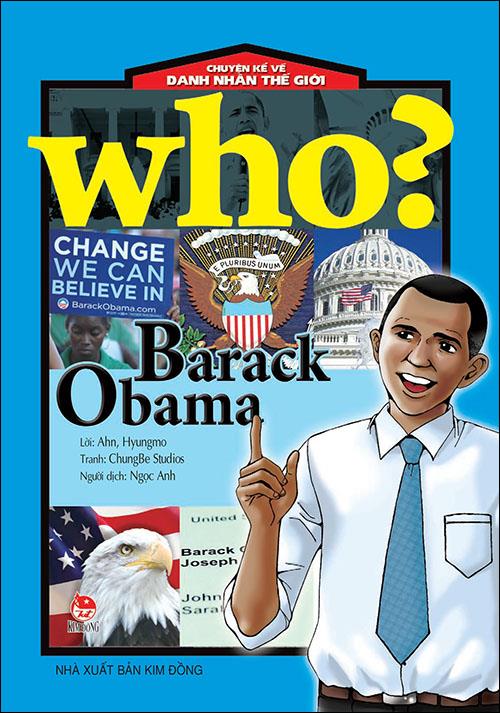 CHUYỆN KỂ VỀ
DANH NHÂN THẾ GIỚI
who?
CHANGE
WE CAN
BELIEVE IN
BarackObama.com
E PLURIBUS UNUM
Barack
Obama
Lời: Ahn, Hyungmo
Tranh: ChungBe Studios
Người dịch: Ngọc Anh
United
Barack
Joseph
John
Sara
KIM ĐỒNG
NHÀ XUẤT BẢN KIM ĐỒNG